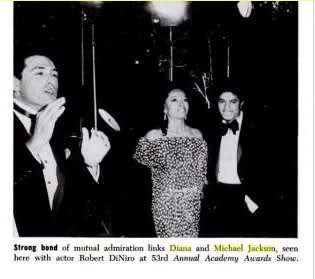 Strong bond of mutual admiration links Diana and Michael Jackson, seen
here with actor Robert DiNiro at 53rd Annual Academy Awards Show.